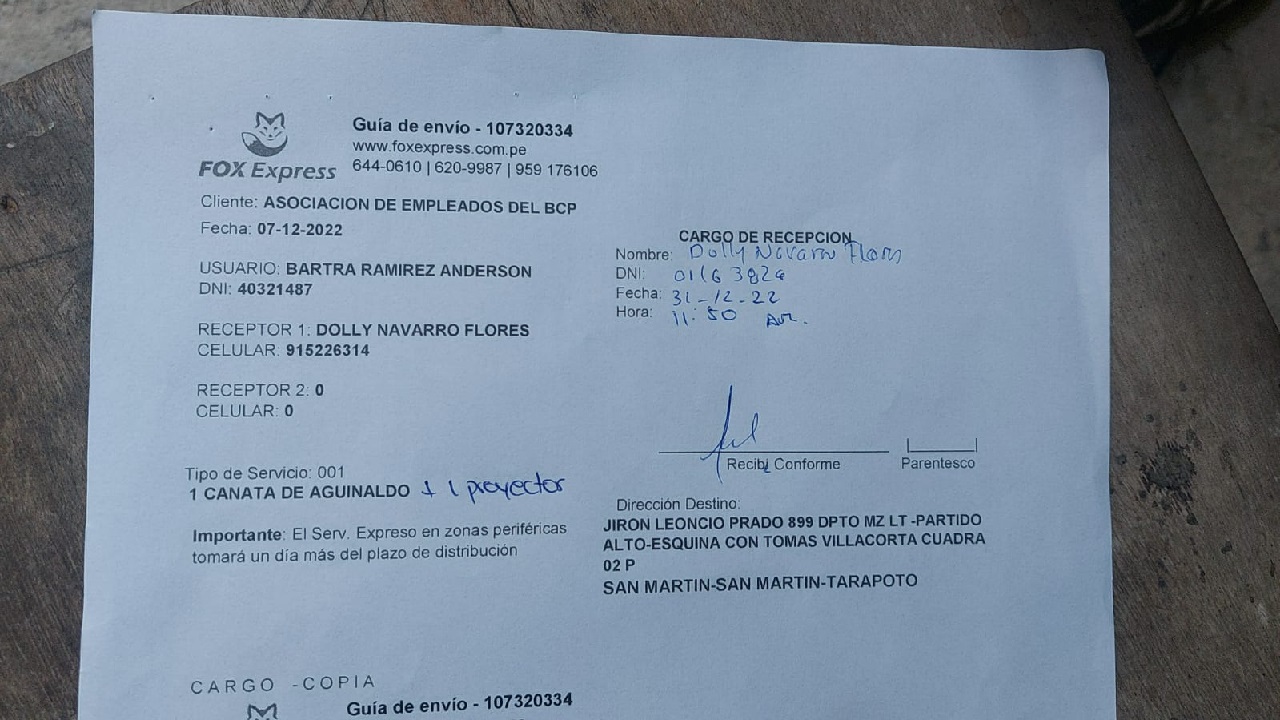 FOX Express
Guía de envío - 107320334
www.foxexpress.com.pe
644-0610 | 620-9987 | 959 176106
Cliente: ASOCIACION DE EMPLEADOS DEL BCP
Fecha: 07-12-2022
USUARIO: BARTRA RAMIREZ ANDERSON
DNI: 40321487
RECEPTOR 1: DOLLY NAVARRO FLORES
CELULAR: 915226314
RECEPTOR 2: 0
CELULAR: 0
Tipo de Servicio: 001
1 CANATA DE AGUINALDO + 1 proyector
Importante: El Serv. Expreso en zonas periféricas
tomará un día más del plazo de distribución
CARGO DE RECEPCION
Nombre: Dolly Navarro Flores
DNI:
Fecha: 31-12-22
Hora: 11:50
Recibí Conforme
Parentesco
Dirección Destino:
JIRON LEONCIO PRADO 899 DPTO MZ LT -PARTIDO
ALTO-ESQUINA CON TOMAS VILLACORTA CUADRA
02 P
SAN MARTIN-SAN MARTIN-TARAPOTO
CARGO -COPIA
Guía de envío - 107320334